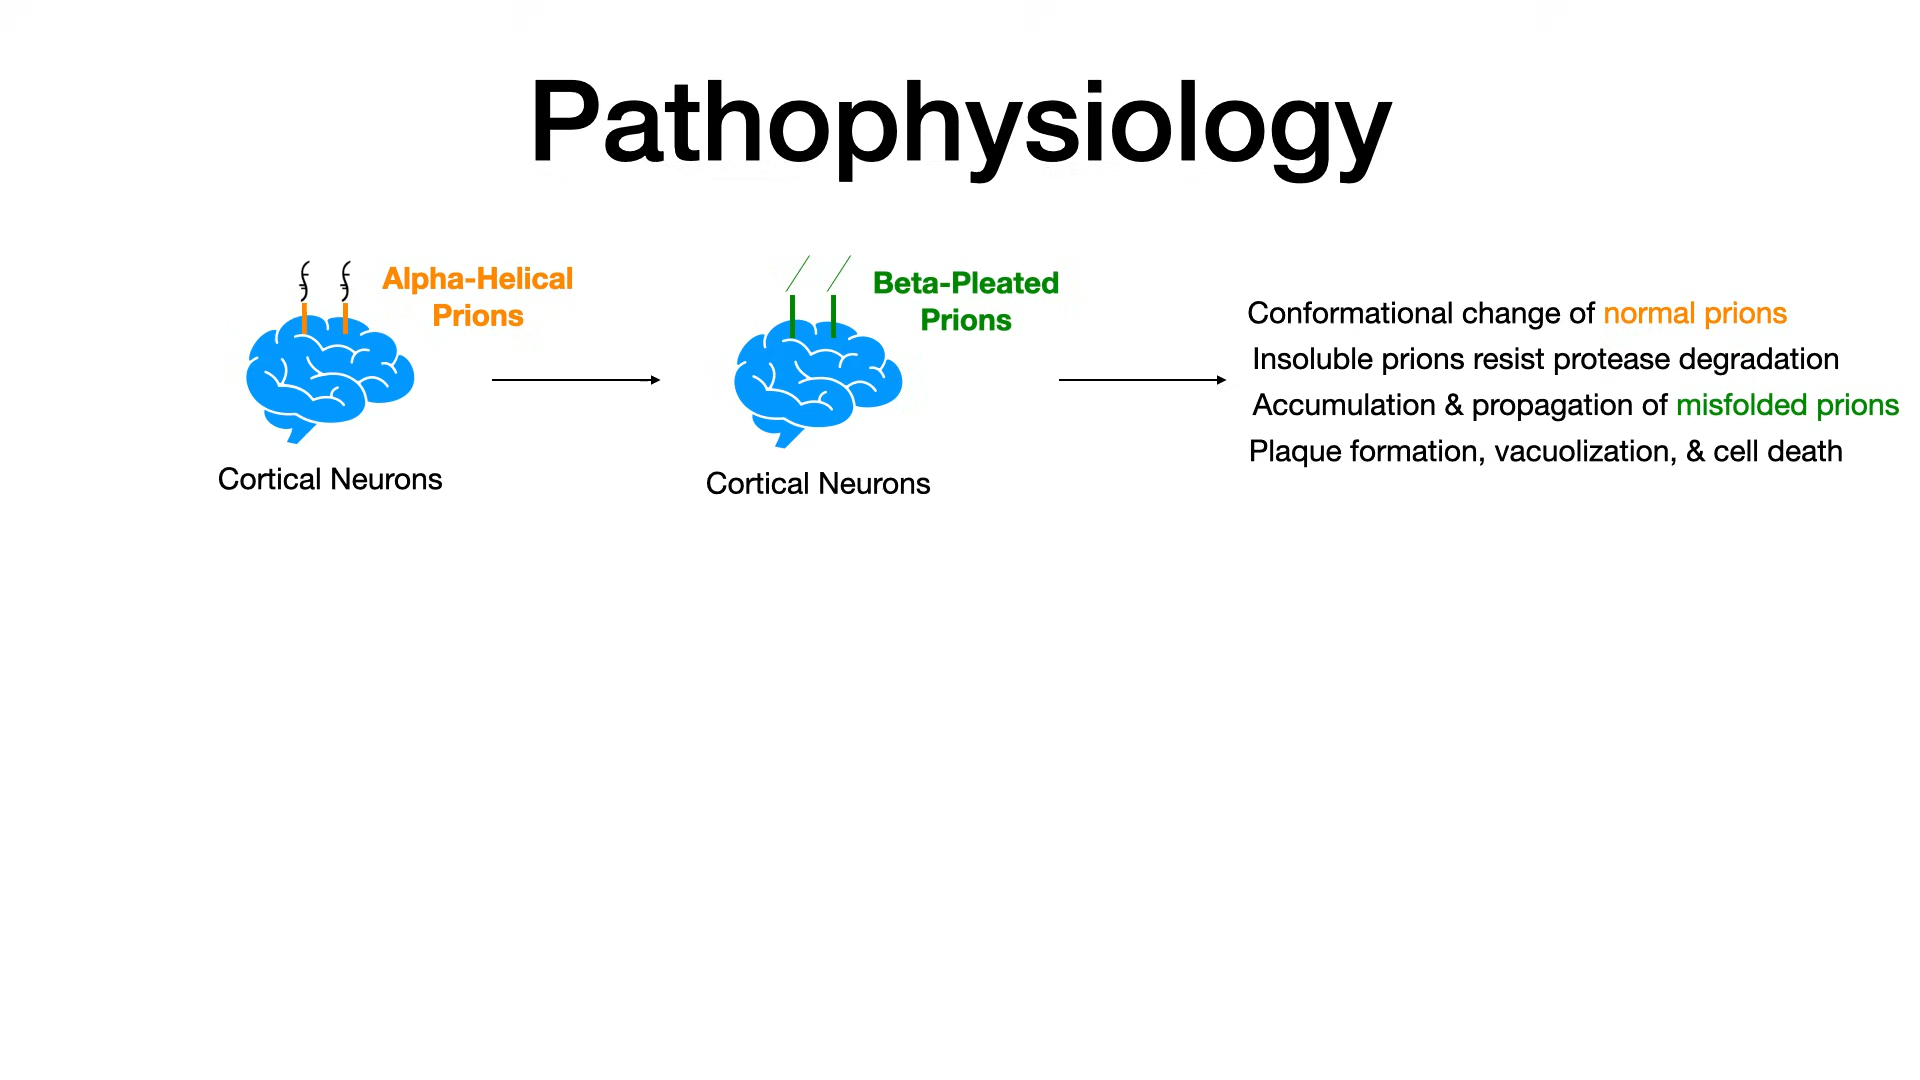 Pathophysiology
Alpha-Helical
Prions
Cortical Neurons
Beta-Pleated
Prions
Cortical Neurons
Conformational change of normal prions
Insoluble prions resist protease degradation
Accumulation & propagation of misfolded prions
Plaque formation, vacuolization, & cell death